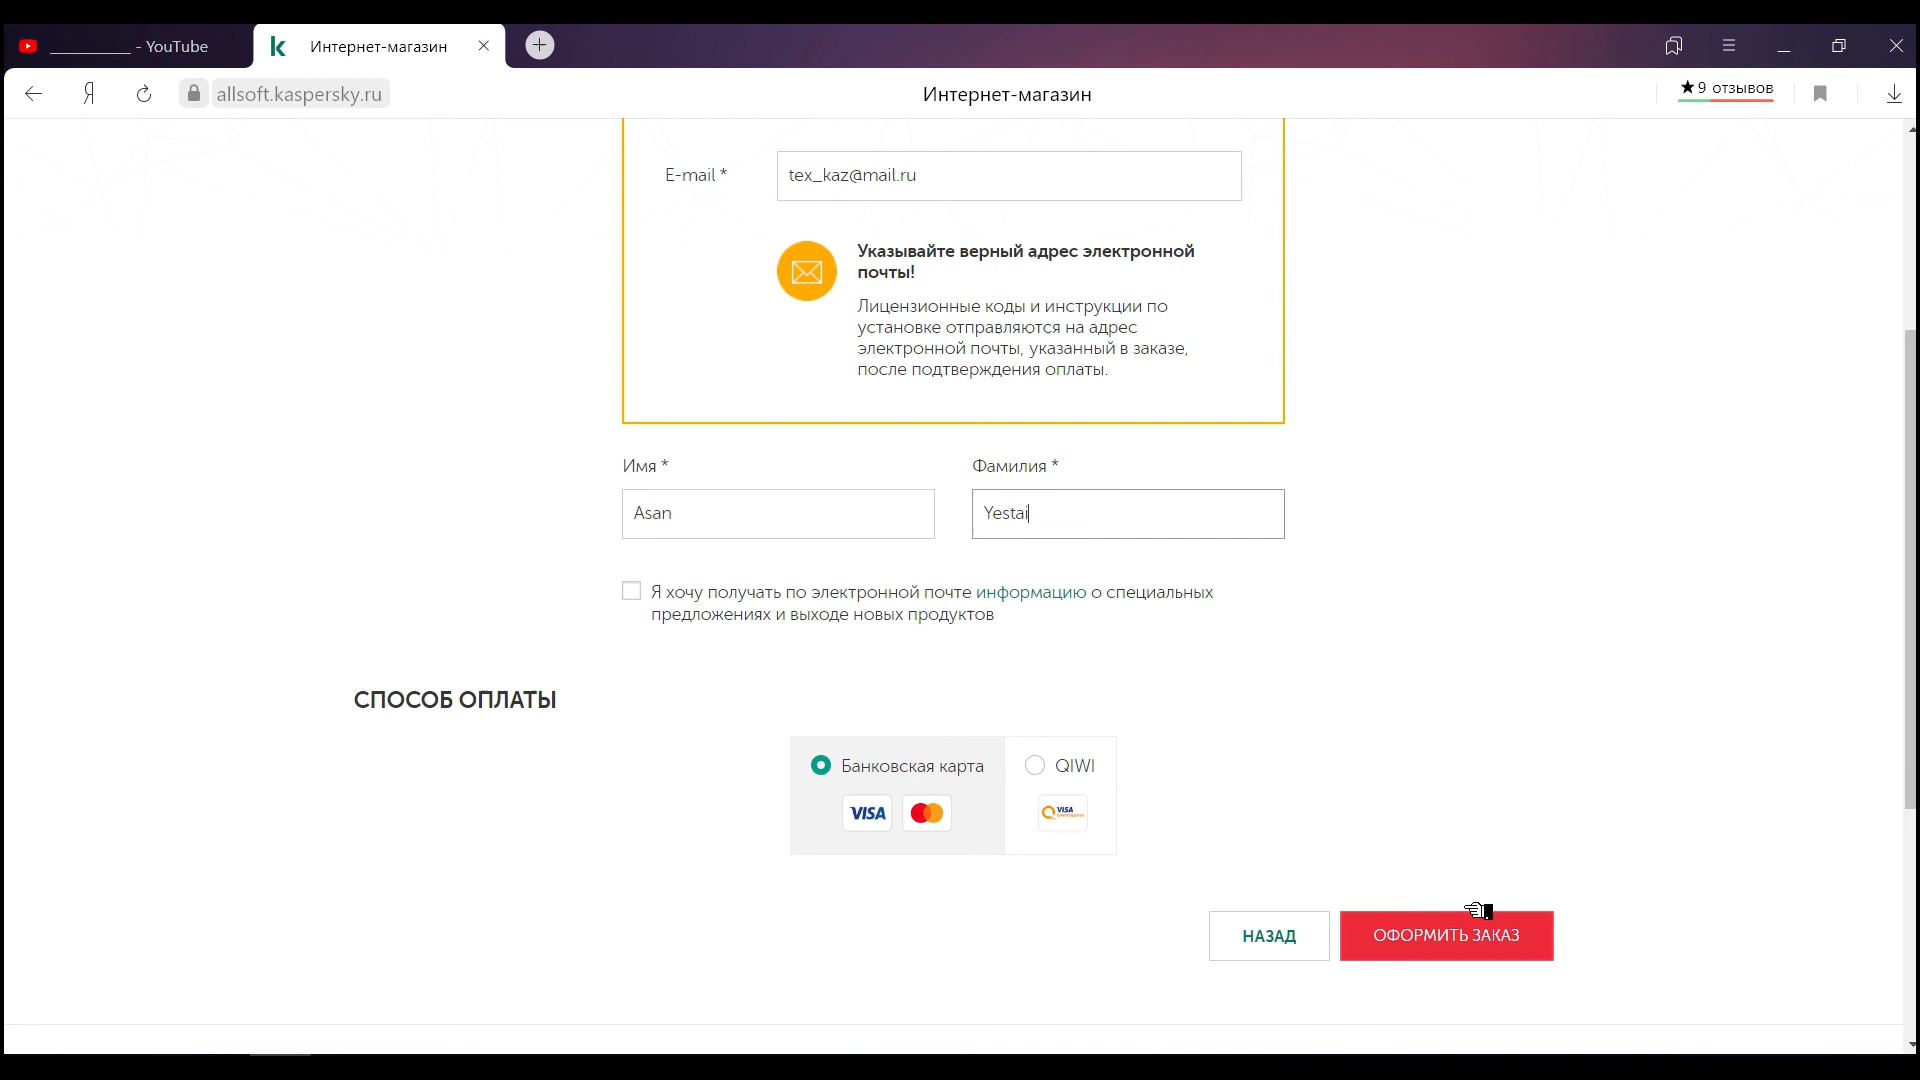 __________ - YouTube
Интернет-магазин
allsoft.kaspersky.ru
Интернет-магазин
★9 отзывов
E-mail *
tex_kaz@mail.ru
Указывайте верный адрес электронной
почты!
Лицензионные коды и инструкции по
установке отправляются на адрес
электронной почты, указанный в заказе,
после подтверждения оплаты.
Имя *
Фамилия *
Asan
Yestai
Я хочу получать по электронной почте информацию о специальных
предложениях и выходе новых продуктов
СПОСОБ ОПЛАТЫ
Банковская карта
QIWI
VISA
VISA
НАЗАД
ОФОРМИТЬ ЗАКАЗ